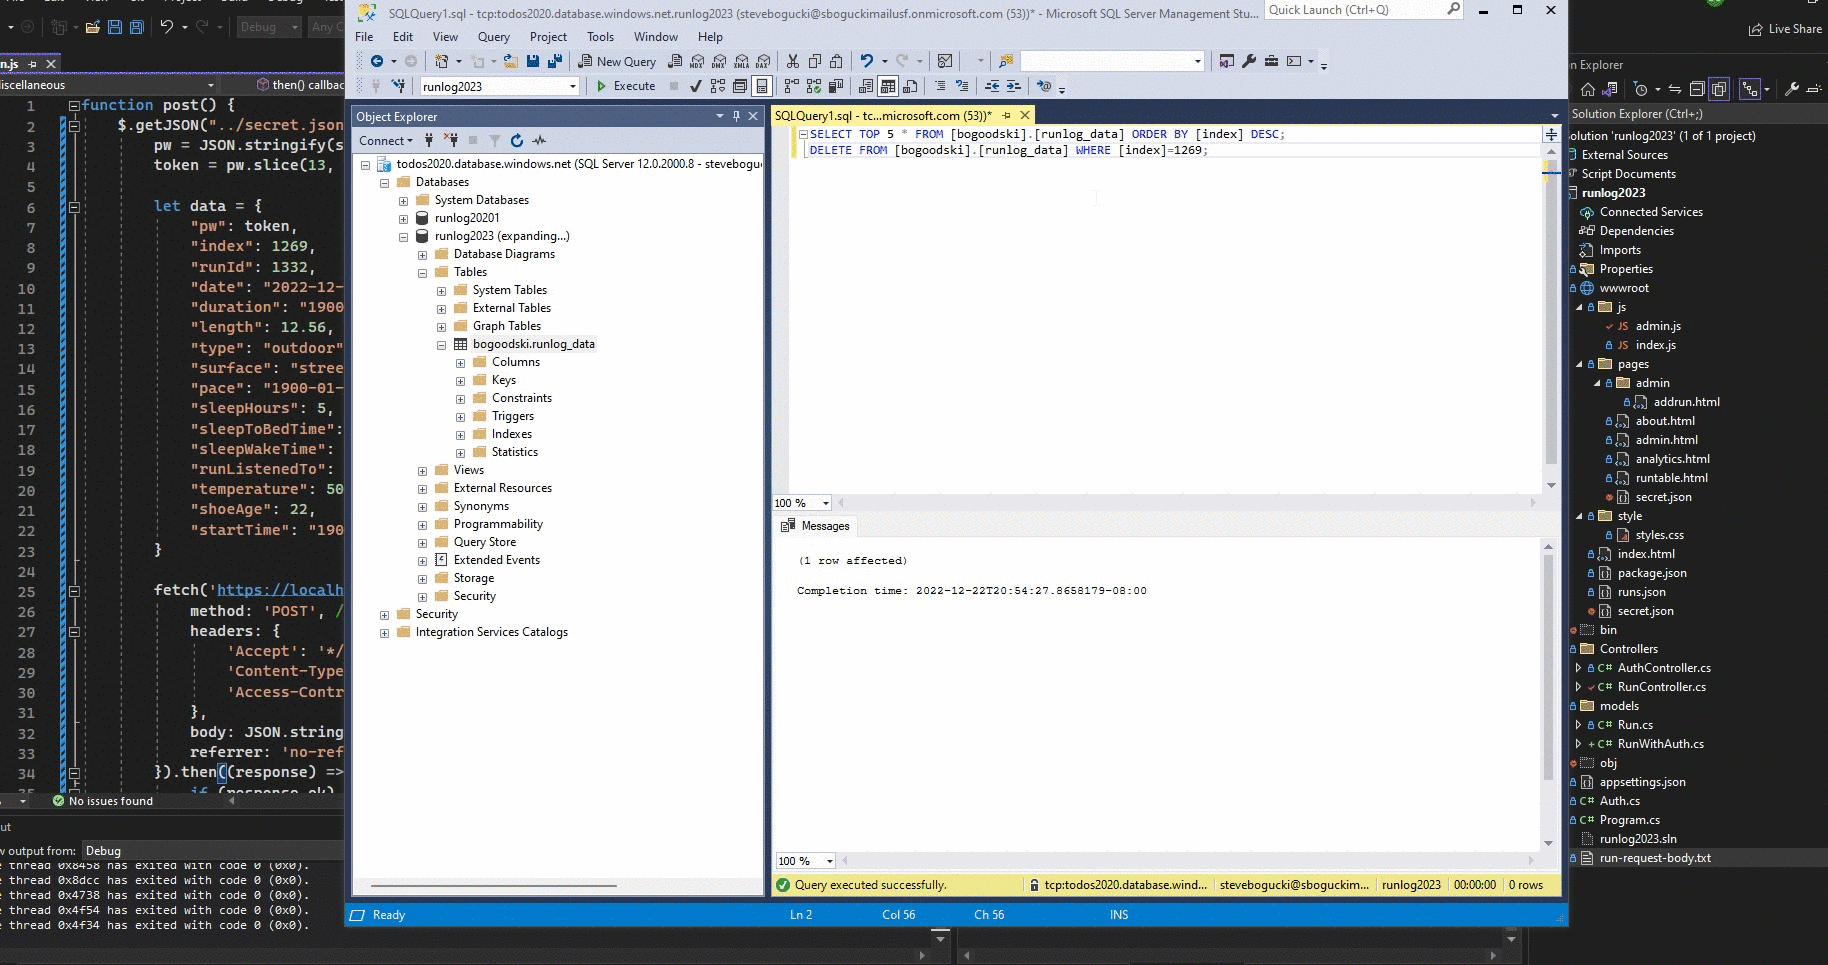 SQLQuery1.sql - tcp:todos2020.database.windows.net.runlog2023 (stevebogucki@sboguckimailusf.onmicrosoft.com (53))* - Microsoft SQL Server Management Stu...
Quick Launch (Ctrl+Q)
File Edit View Query Project Tools Window Help
New Query
runlog2023
Execute
Debug
Any C
Live Share
n.js
iscellaneous
then() callbac
1 function post() {
2 $.getJSON("../secret.json
3 pw = JSON.stringify(s
4 token = pw.slice(13,
5
6 let data = {
7 "pw": token,
8 "index": 1269,
9 "runId": 1332,
10 "date": "2022-12-
11 "duration": "1900
12 "length": 12.56,
13 "type": "outdoor"
14 "surface": "stree
15 "pace": "1900-01-
16 "sleepHours": 5,
17 "sleepToBedTime":
18 "sleepWakeTime":
19 "runListenedTo":
20 "temperature": 50
21 "shoeAge": 22,
22 "startTime": "190
23 }
24
25 fetch('https://localh
26 method: 'POST', /
27 headers: {
28 'Accept': '*/
29 'Content-Type
30 'Access-Contr
31 },
32 body: JSON.string
33 referrer: 'no-ref
34 }).then((response) =>
35 if (response.ok)
No issues found
ut
w output from: Debug
e thread 0x8458 has exited with code 0 (0x0).
e thread 0x8dcc has exited with code 0 (0x0).
e thread 0x4738 has exited with code 0 (0x0).
e thread 0x4f54 has exited with code 0 (0x0).
e thread 0x4f34 has exited with code 0 (0x0).
Object Explorer
Connect
todos2020.database.windows.net (SQL Server 12.0.2000.8 - stevebogu
Databases
System Databases
runlog20201
runlog2023 (expanding...)
Database Diagrams
Tables
System Tables
External Tables
Graph Tables
bogoodski.runlog_data
Columns
Keys
Constraints
Triggers
Indexes
Statistics
Views
External Resources
Synonyms
Programmability
Query Store
Extended Events
Storage
Security
Security
Integration Services Catalogs
SQLQuery1.sql - tc...microsoft.com (53))*
SELECT TOP 5 * FROM [bogoodski].[runlog_data] ORDER BY [index] DESC;
DELETE FROM [bogoodski].[runlog_data] WHERE [index]=1269;
100 %
Messages
(1 row affected)
Completion time: 2022-12-22T20:54:27.8658179-08:00
100 %
Query executed successfully.
tcp:todos2020.database.wind... stevebogucki@sboguckim... runlog2023 00:00:00 0 rows
Ready Ln 2 Col 56 Ch 56 INS
n Explorer
Solution Explorer (Ctrl+;)
olution 'runlog2023' (1 of 1 project)
External Sources
Script Documents
runlog2023
Connected Services
Dependencies
Imports
Properties
wwwroot
js
JS admin.js
JS index.js
pages
admin
addrun.html
about.html
admin.html
analytics.html
runtable.html
secret.json
style
styles.css
index.html
package.json
runs.json
secret.json
bin
Controllers
C# AuthController.cs
C# RunController.cs
models
C# Run.cs
C# RunWithAuth.cs
obj
appsettings.json
C# Auth.cs
C# Program.cs
runlog2023.sln
run-request-body.txt